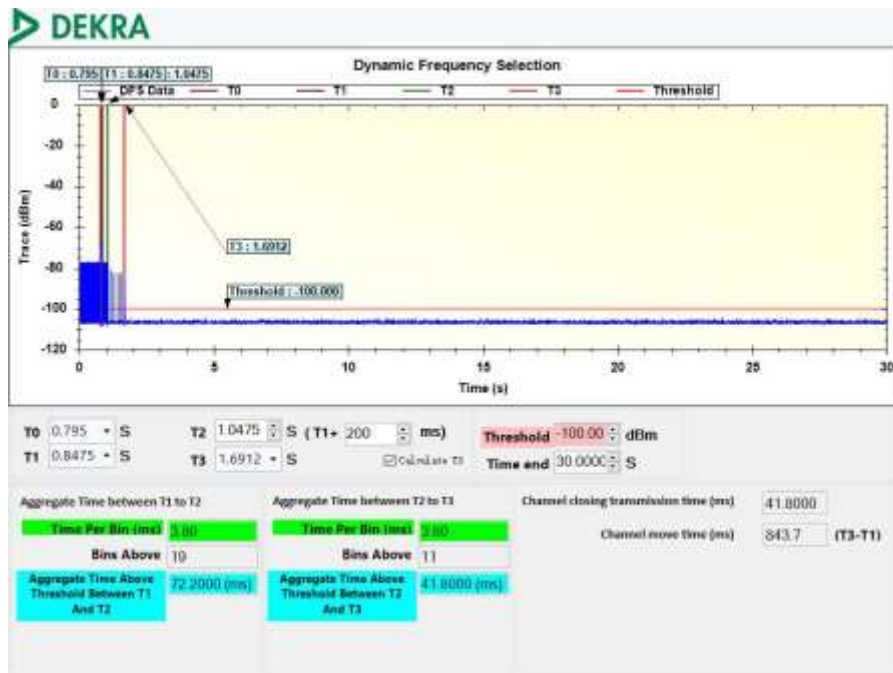 DEKRA
Dynamic Frequency Selection
T0 : 0.795 T1 : 0.8475 : 1.0475
DFS Data T0 T1 T2 T3 Threshold
0
-20
-40
-60
-80
-100
-120
Trace (dBm)
T3 : 1.6912
Threshold : -100.000
0 5 10 15 20 25 30
Time (s)
T0 0.795 S T2 1.0475 S ( T1+ 200 ms) Threshold -100.00 dBm
T1 0.8475 S T3 1.6912 S Calculate T3 Time end 30.0000 S
Aggregate Time between T1 to T2 Aggregate Time between T2 to T3 Channel closing transmission time (ms) 41.8000
Time Per Bin (ms) 3.80 Time Per Bin (ms) 3.80 Channel move time (ms) 843.7 (T3-T1)
Bins Above 19 Bins Above 11
Aggregate Time Above Threshold Between T1 And T2 72.2000 (ms) Aggregate Time Above Threshold Between T2 And T3 41.8000 (ms)